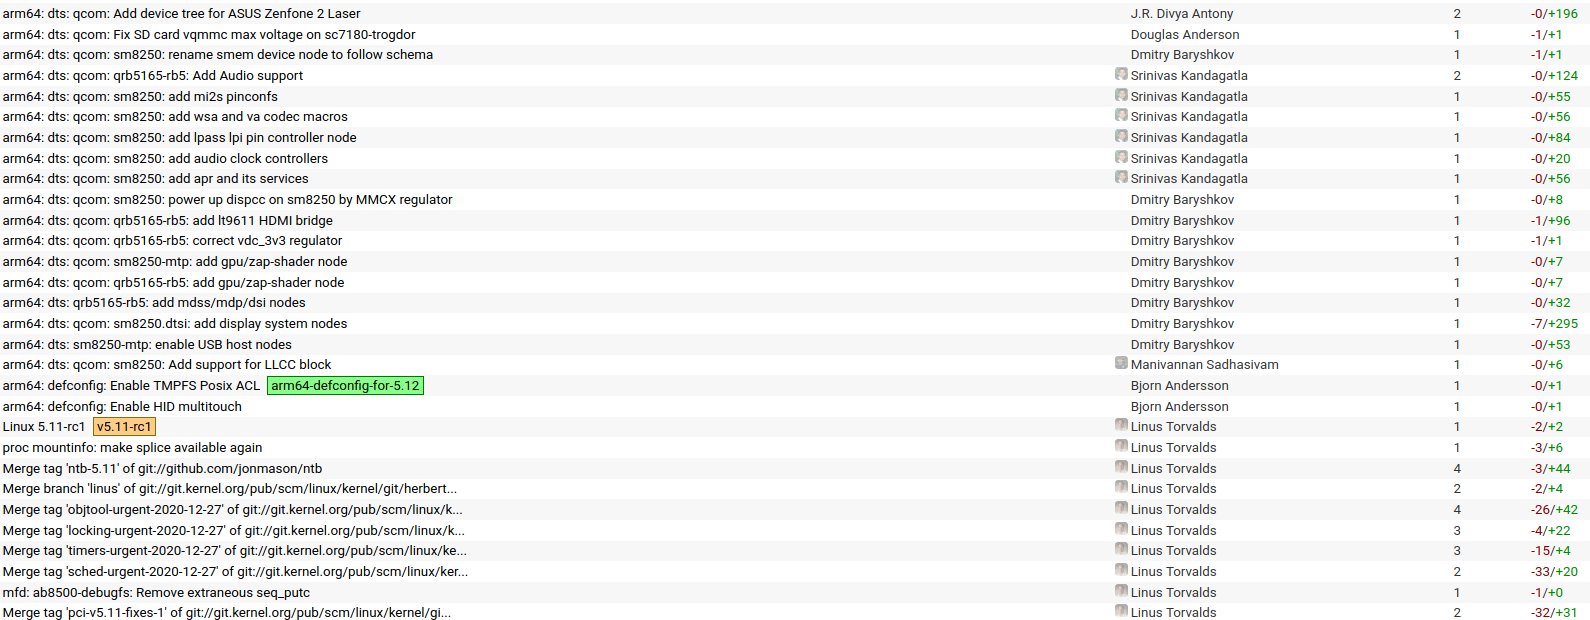 arm64: dts: qcom: Add device tree for ASUS Zenfone 2 Laser J.R. Divya Antony 2 -0/+196
arm64: dts: qcom: Fix SD card vqmmc max voltage on sc7180-trogdor Douglas Anderson 1 -1/+1
arm64: dts: qcom: sm8250: rename smem device node to follow schema Dmitry Baryshkov 1 -1/+1
arm64: dts: qcom: qrb5165-rb5: Add Audio support Srinivas Kandagatla 2 -0/+124
arm64: dts: qcom: sm8250: add mi2s pinconfs Srinivas Kandagatla 1 -0/+55
arm64: dts: qcom: sm8250: add wsa and va codec macros Srinivas Kandagatla 1 -0/+56
arm64: dts: qcom: sm8250: add lpass lpi pin controller node Srinivas Kandagatla 1 -0/+84
arm64: dts: qcom: sm8250: add audio clock controllers Srinivas Kandagatla 1 -0/+20
arm64: dts: qcom: sm8250: add apr and its services Srinivas Kandagatla 1 -0/+56
arm64: dts: qcom: sm8250: power up dispcc on sm8250 by MMCX regulator Dmitry Baryshkov 1 -0/+8
arm64: dts: qcom: qrb5165-rb5: add lt9611 HDMI bridge Dmitry Baryshkov 1 -1/+96
arm64: dts: qcom: qrb5165-rb5: correct vdc_3v3 regulator Dmitry Baryshkov 1 -1/+1
arm64: dts: qcom: sm8250-mtp: add gpu/zap-shader node Dmitry Baryshkov 1 -0/+7
arm64: dts: qcom: qrb5165-rb5: add gpu/zap-shader node Dmitry Baryshkov 1 -0/+7
arm64: dts: qrb5165-rb5: add mdss/mdp/dsi nodes Dmitry Baryshkov 1 -0/+32
arm64: dts: qcom: sm8250.dtsi: add display system nodes Dmitry Baryshkov 1 -7/+295
arm64: dts: sm8250-mtp: enable USB host nodes Dmitry Baryshkov 1 -0/+53
arm64: dts: qcom: sm8250: Add support for LLCC block Manivannan Sadhasivam 1 -0/+6
arm64: defconfig: Enable TMPFS Posix ACL arm64-defconfig-for-5.12 Bjorn Andersson 1 -0/+1
arm64: defconfig: Enable HID multitouch Bjorn Andersson 1 -0/+1
Linux 5.11-rc1 v5.11-rc1 Linus Torvalds 1 -2/+2
proc mountinfo: make splice available again Linus Torvalds 1 -3/+6
Merge tag 'ntb-5.11' of git://github.com/jonmason/ntb Linus Torvalds 4 -3/+44
Merge branch 'linus' of git://git.kernel.org/pub/scm/linux/kernel/git/herbert... Linus Torvalds 2 -2/+4
Merge tag 'objtool-urgent-2020-12-27' of git://git.kernel.org/pub/scm/linux/k... Linus Torvalds 4 -26/+42
Merge tag 'locking-urgent-2020-12-27' of git://git.kernel.org/pub/scm/linux/k... Linus Torvalds 3 -4/+22
Merge tag 'timers-urgent-2020-12-27' of git://git.kernel.org/pub/scm/linux/ke... Linus Torvalds 3 -15/+4
Merge tag 'sched-urgent-2020-12-27' of git://git.kernel.org/pub/scm/linux/ker... Linus Torvalds 2 -33/+20
mfd: ab8500-debugfs: Remove extraneous seq_putc Linus Torvalds 1 -1/+0
Merge tag 'pci-v5.11-fixes-1' of git://git.kernel.org/pub/scm/linux/kernel/gi... Linus Torvalds 2 -32/+31